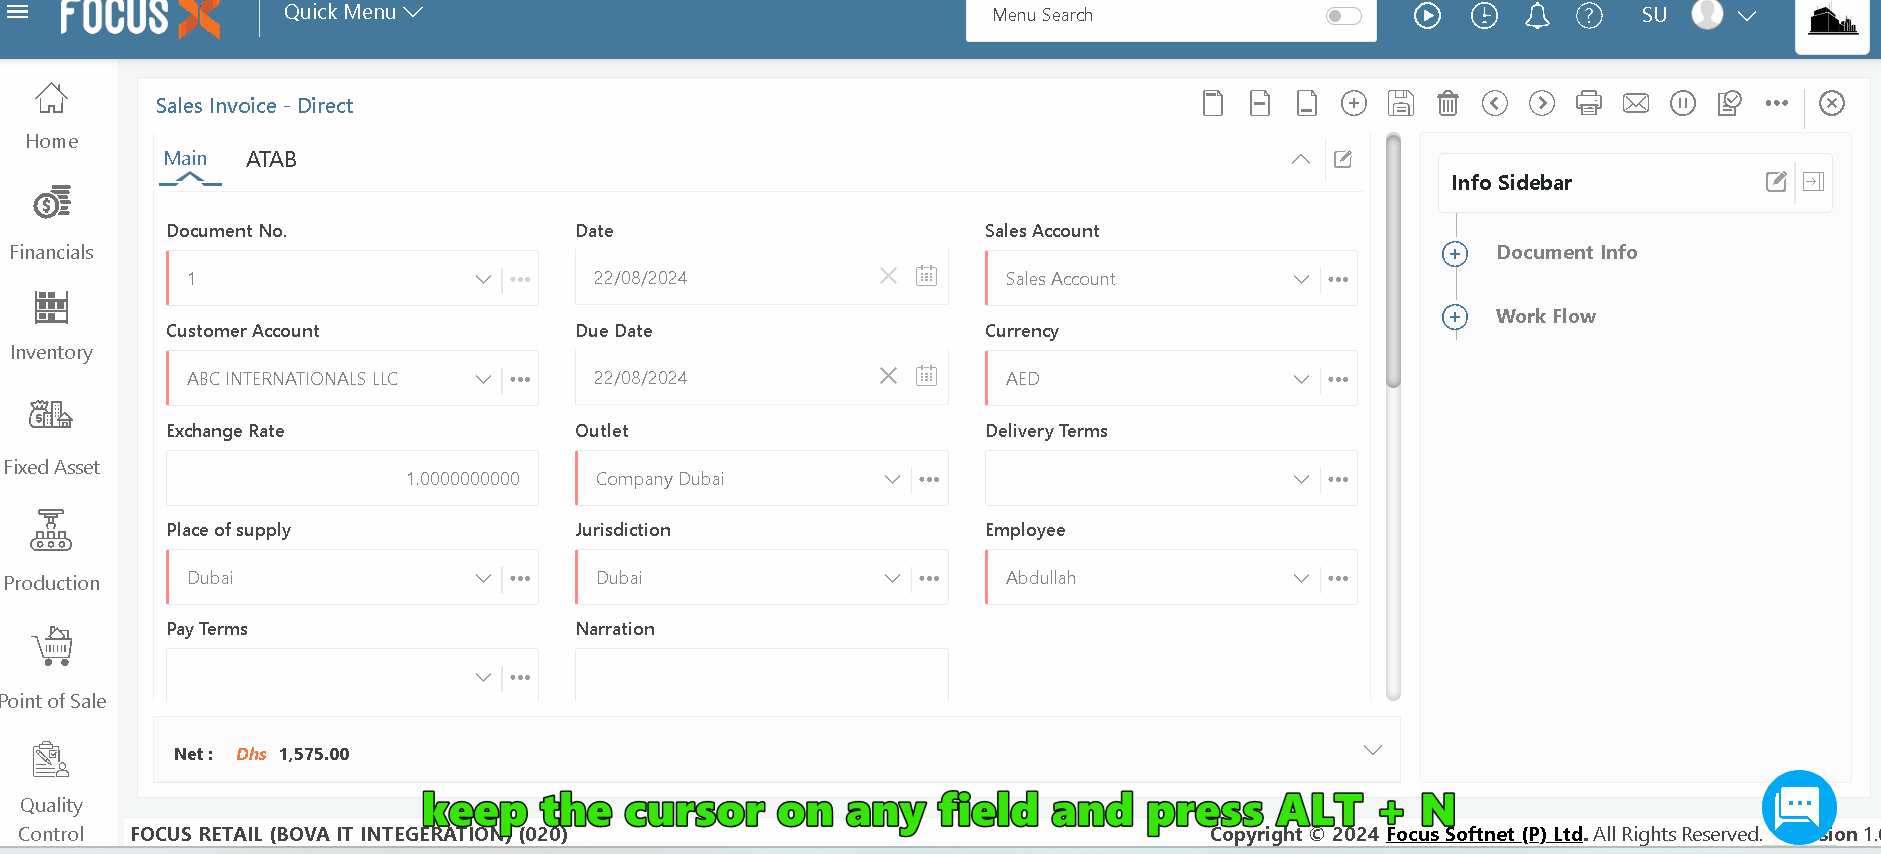 FOCUS X
Quick Menu
Menu Search
SU
Home
Financials
Inventory
Fixed Asset
Production
Point of Sale
Quality
Control
Sales Invoice - Direct
Main
ATAB
Document No.
1
Date
22/08/2024
Sales Account
Sales Account
Customer Account
ABC INTERNATIONALS LLC
Due Date
22/08/2024
Currency
AED
Exchange Rate
1.0000000000
Outlet
Company Dubai
Delivery Terms
Place of supply
Dubai
Jurisdiction
Dubai
Employee
Abdullah
Pay Terms
Narration
Net : Dhs 1,575.00
Info Sidebar
Document Info
Work Flow
keep the cursor on any field and press ALT + N
FOCUS RETAIL (BOVA IT INTEGERATION) (020)
Copyright © 2024 Focus Softnet (P) Ltd. All Rights Reserved.